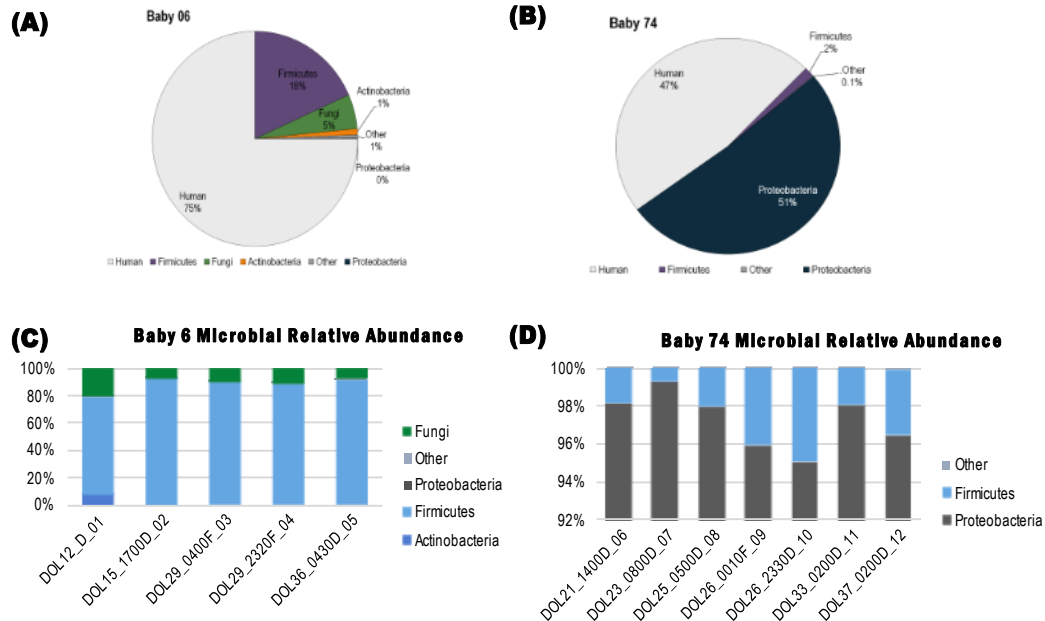 (A)
Baby 06
Firmicutes
18%
Fungi
5%
Actinobacteria
1%
Other
1%
Proteobacteria
0%
Human
75%
Human Firmicutes Fungi Actinobacteria Other Proteobacteria
(B)
Baby 74
Firmicutes
2%
Other
0.1%
Human
47%
Proteobacteria
51%
Human Firmicutes Other Proteobacteria
(C)
Baby 6 Microbial Relative Abundance
100%
80%
60%
40%
20%
0%
DOL12_D_01
DOL15_1700D_02
DOL29_0400F_03
DOL29_2320F_04
DOL36_0430D_05
Fungi
Other
Proteobacteria
Firmicutes
Actinobacteria
(D)
Baby 74 Microbial Relative Abundance
100%
98%
96%
94%
92%
DOL21_1400D_06
DOL23_0800D_07
DOL25_0500D_08
DOL26_0010F_09
DOL26_2330D_10
DOL33_0200D_11
DOL37_0200D_12
Other
Firmicutes
Proteobacteria